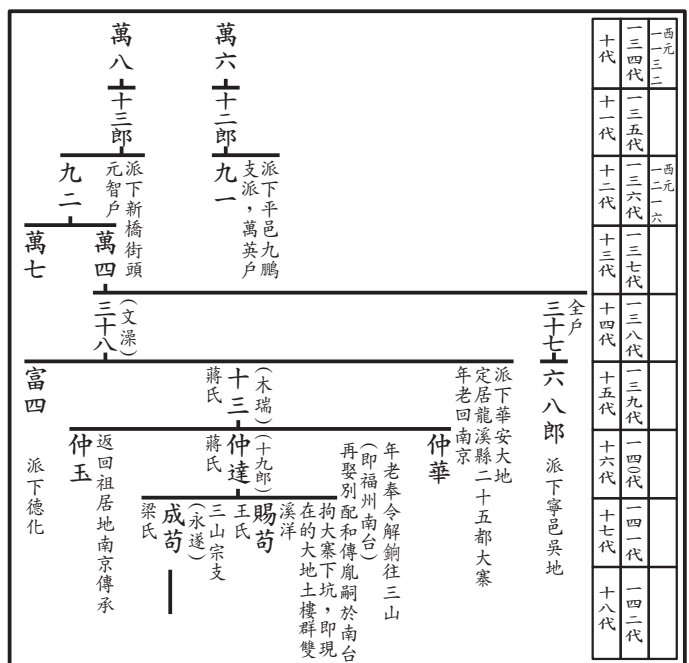 西元
一一三二
一三四代
十代
一三五代
十一代
西元
一二一六
一三六代
十二代
一三七代
十三代
一三八代
十四代
一三九代
十五代
一四〇代
十六代
一四一代
十七代
一四二代
十八代
萬六
十二郎
九一
派下平邑九鵬
支派，萬英户
萬八
十三郎
九二
派下新橋街頭
元智户
萬四
萬七
三十七
全户
六八郎
派下寧邑吳地
三十八
(文澡)
十三
(木瑞)
蔣氏
派下華安大地
定居龍溪縣二十五都大寨
年老回南京
富四
派下德化
仲華
年老奉令解餉往三山
(即福州南台)
再娶別配和傳胤嗣於南台
仲達
(十九郎)
蔣氏
仲玉
返回祖居地南京傳承
賜苟
王氏
拘大寨下坑，即現
在的大地土樓群雙
溪洋
成苟
三山宗支
(永遂)
梁氏